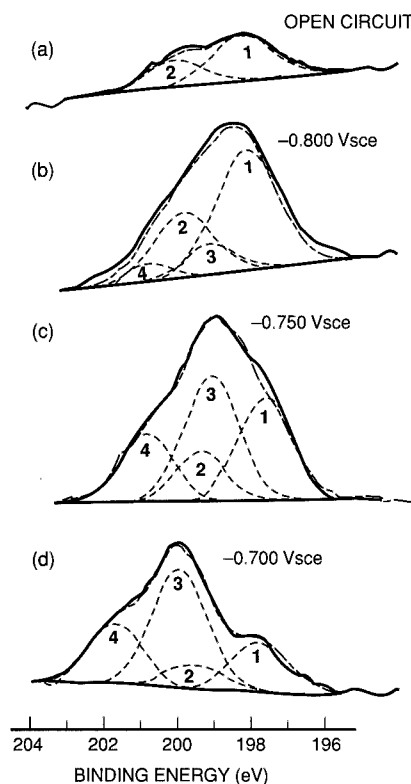 OPEN CIRCUIT
(a)
1
2
−0.800 Vsce
(b)
1
2
3
4
(c)
−0.750 Vsce
3
1
4
2
(d)
−0.700 Vsce
3
4
1
2
204 202 200 198 196
BINDING ENERGY (eV)